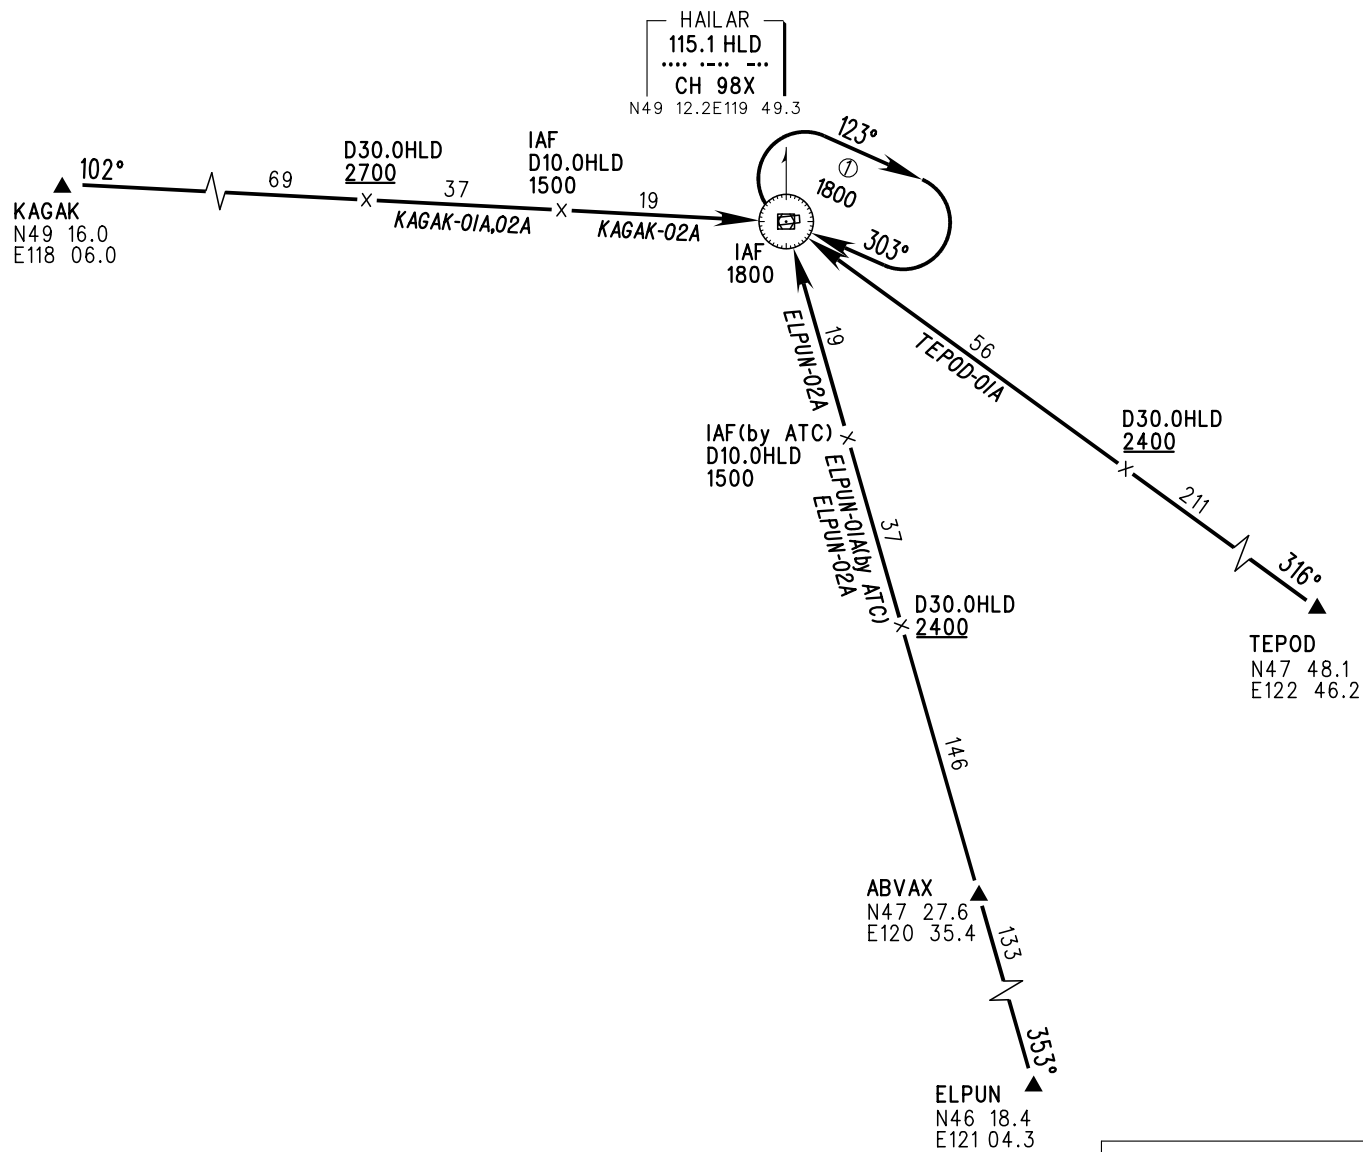 HAILAR
115.1 HLD
CH 98X
N49 12.2E119 49.3
102°
KAGAK
N49 16.0
E118 06.0
69
D30.0HLD
2700
37
KAGAK-01A,02A
IAF
D10.0HLD
1500
19
KAGAK-02A
123°
1
1800
303°
IAF
1800
19
ELPUN-02A
56
TEPOD-01A
D30.0HLD
2400
211
316°
TEPOD
N47 48.1
E122 46.2
IAF(by ATC)
D10.0HLD
1500
37
ELPUN-01A(by ATC)
ELPUN-02A
D30.0HLD
2400
146
ABVAX
N47 27.6
E120 35.4
133
353°
ELPUN
N46 18.4
E121 04.3